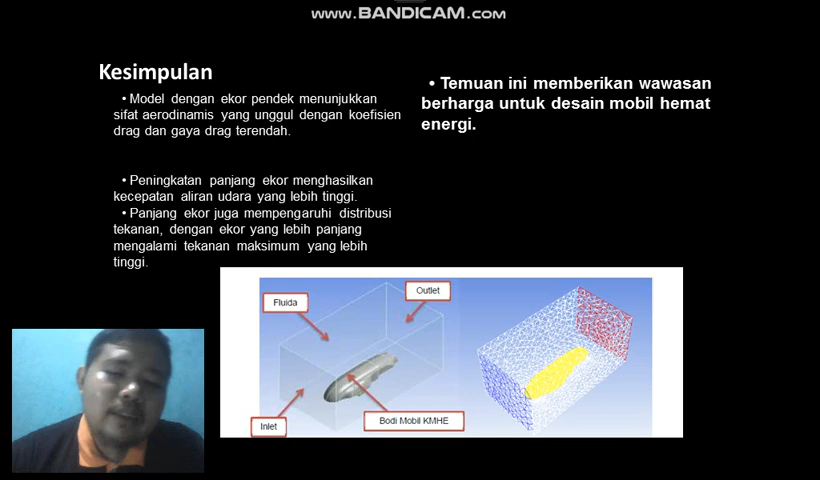 www.BANDICAM.com
Kesimpulan
• Model dengan ekor pendek menunjukkan
sifat aerodinamis yang unggul dengan koefisien
drag dan gaya drag terendah.
• Peningkatan panjang ekor menghasilkan
kecepatan aliran udara yang lebih tinggi.
• Panjang ekor juga mempengaruhi distribusi
tekanan, dengan ekor yang lebih panjang
mengalami tekanan maksimum yang lebih
tinggi.
• Temuan ini memberikan wawasan
berharga untuk desain mobil hemat
energi.
Fluida
Outlet
Inlet
Bodi Mobil KMHE